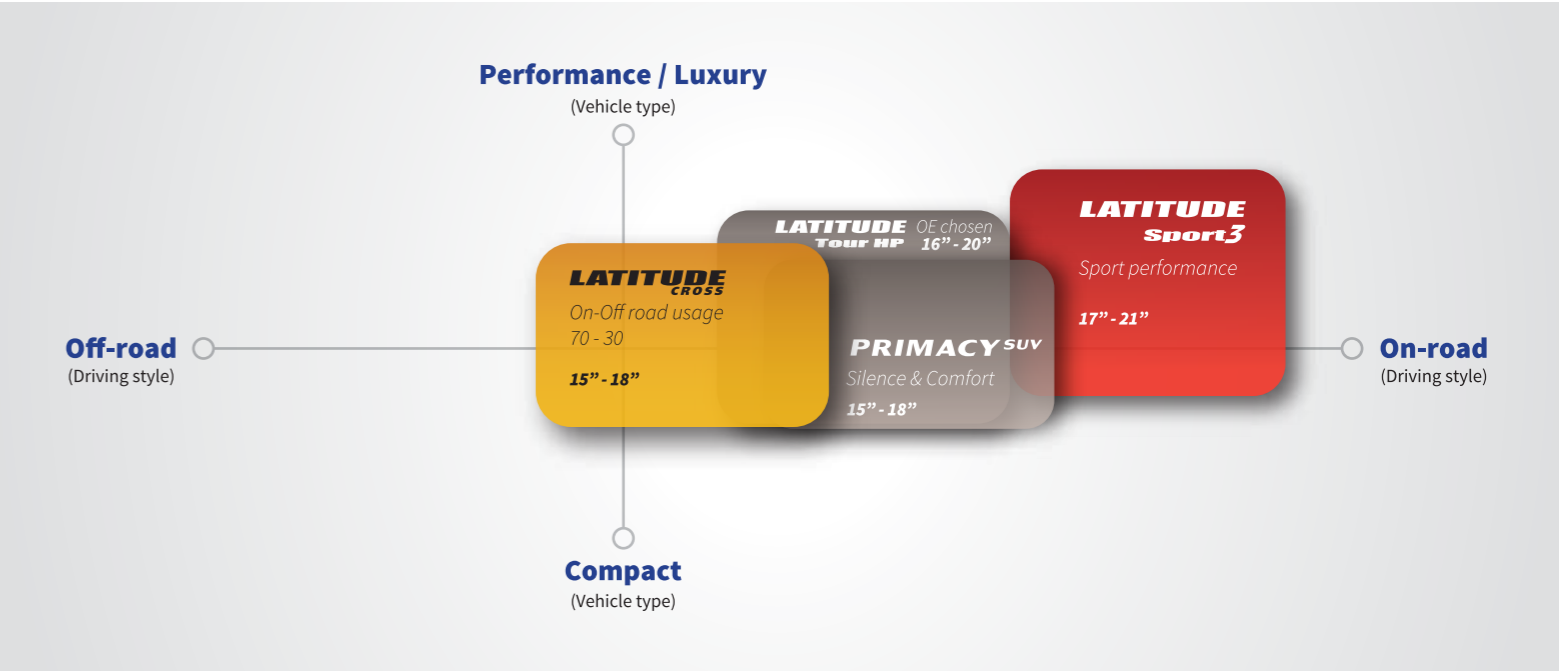 Performance / Luxury
(Vehicle type)
LATITUDE
Tour HP
OE chosen
16” - 20”
LATITUDE
Sport3
Sport performance
17” - 21”
LATITUDE
CROSS
On-Off road usage
70 - 30
15” - 18”
PRIMACY SUV
Silence & Comfort
15” - 18”
Off-road
(Driving style)
On-road
(Driving style)
Compact
(Vehicle type)